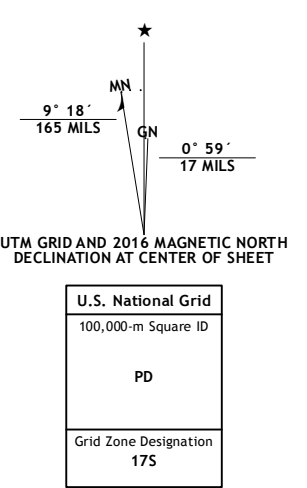 ★
MN
9° 18´
165 MILS
GN
0° 59´
17 MILS
UTM GRID AND 2016 MAGNETIC NORTH
DECLINATION AT CENTER OF SHEET
U.S. National Grid
100,000-m Square ID
PD
Grid Zone Designation
17S